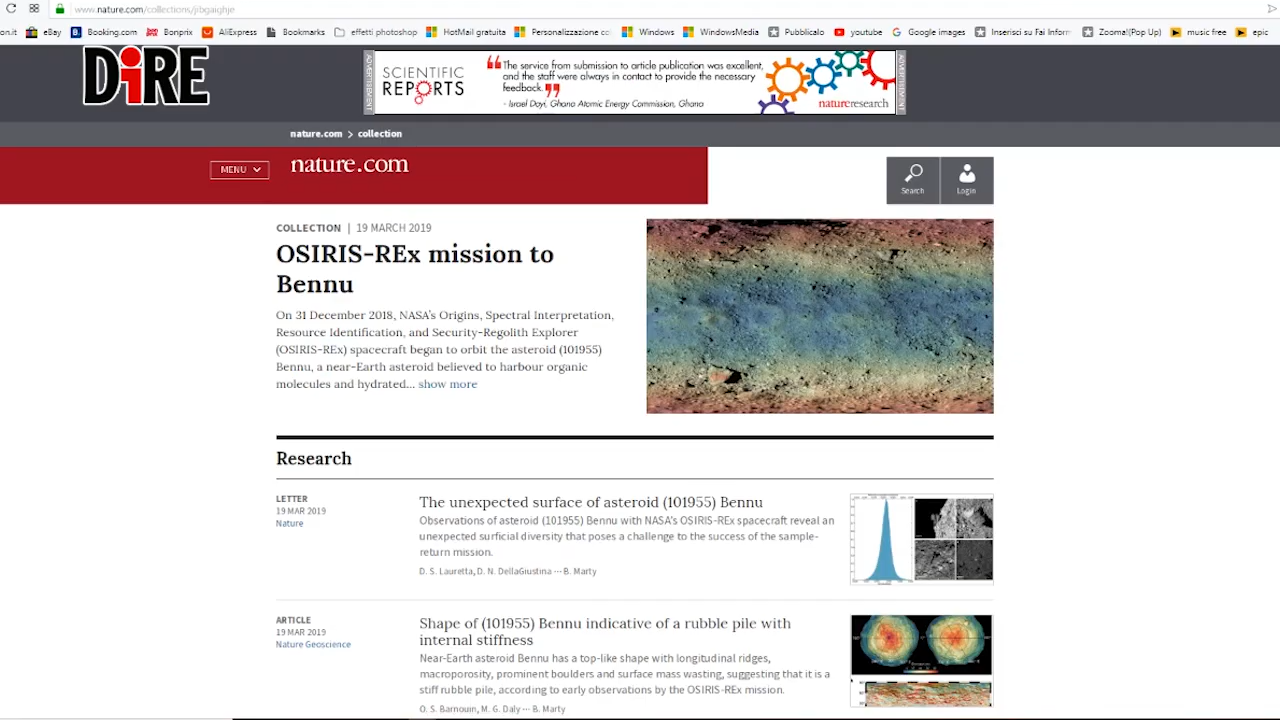 www.nature.com/collections/jibgaighje
on.it eBay Booking.com Bonprix AliExpress Bookmarks effetti photoshop HotMail gratuita Personalizzazione co Windows WindowsMedia Pubblicalo youtube Google images Inserisci su Fai Inform Zoomal(Pop Up) music free epic
DiRE
ADVERTISEMENT
SCIENTIFIC
REPORTS
The service from submission to article publication was excellent,
and the staff were always in contact to provide the necessary
feedback.
- Israel Dayi, Ghana Atomic Energy Commission, Ghana
natureresearch
ADVERTISEMENT
nature.com > collection
MENU
nature.com
Search
Login
COLLECTION | 19 MARCH 2019
OSIRIS-REx mission to
Bennu
On 31 December 2018, NASA's Origins, Spectral Interpretation,
Resource Identification, and Security-Regolith Explorer
(OSIRIS-REx) spacecraft began to orbit the asteroid (101955)
Bennu, a near-Earth asteroid believed to harbour organic
molecules and hydrated... show more
Research
LETTER
19 MAR 2019
Nature
The unexpected surface of asteroid (101955) Bennu
Observations of asteroid (101955) Bennu with NASA's OSIRIS-REx spacecraft reveal an
unexpected surficial diversity that poses a challenge to the success of the sample-
return mission.
D. S. Lauretta, D. N. DellaGiustina ··· B. Marty
ARTICLE
19 MAR 2019
Nature Geoscience
Shape of (101955) Bennu indicative of a rubble pile with
internal stiffness
Near-Earth asteroid Bennu has a top-like shape with longitudinal ridges,
macroporosity, prominent boulders and surface mass wasting, suggesting that it is a
stiff rubble pile, according to early observations by the OSIRIS-REx mission.
O. S. Barnouin, M. G. Daly ··· B. Marty